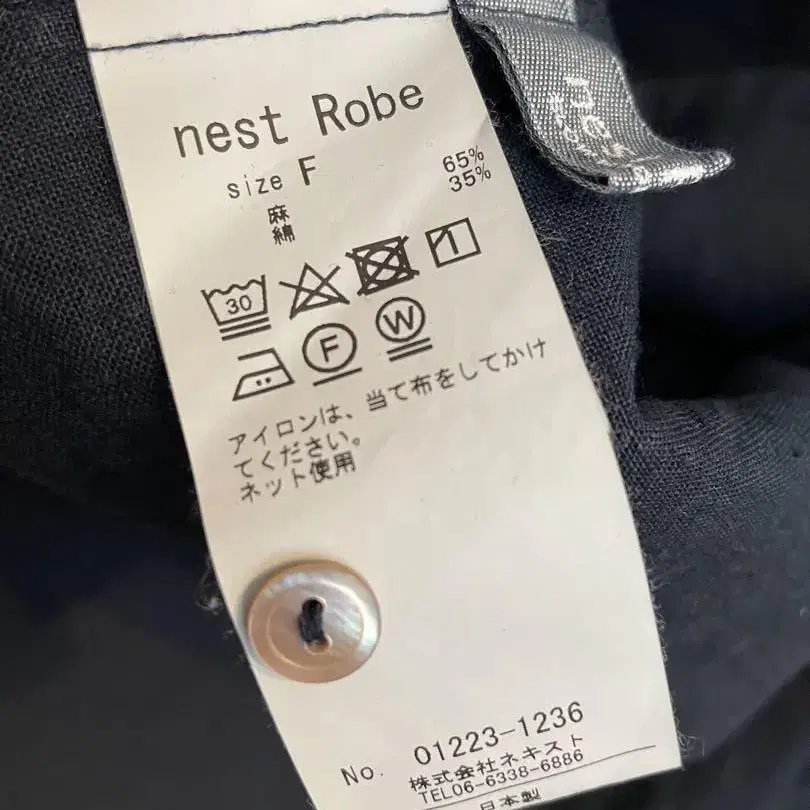 nest Robe
size F
麻 65%
綿 35%
30
F W
アイロンは、当て布をしてかけ
てください。
ネット使用
No. 01223-1236
株式会社ネキスト
TEL06-6338-6886
日本製